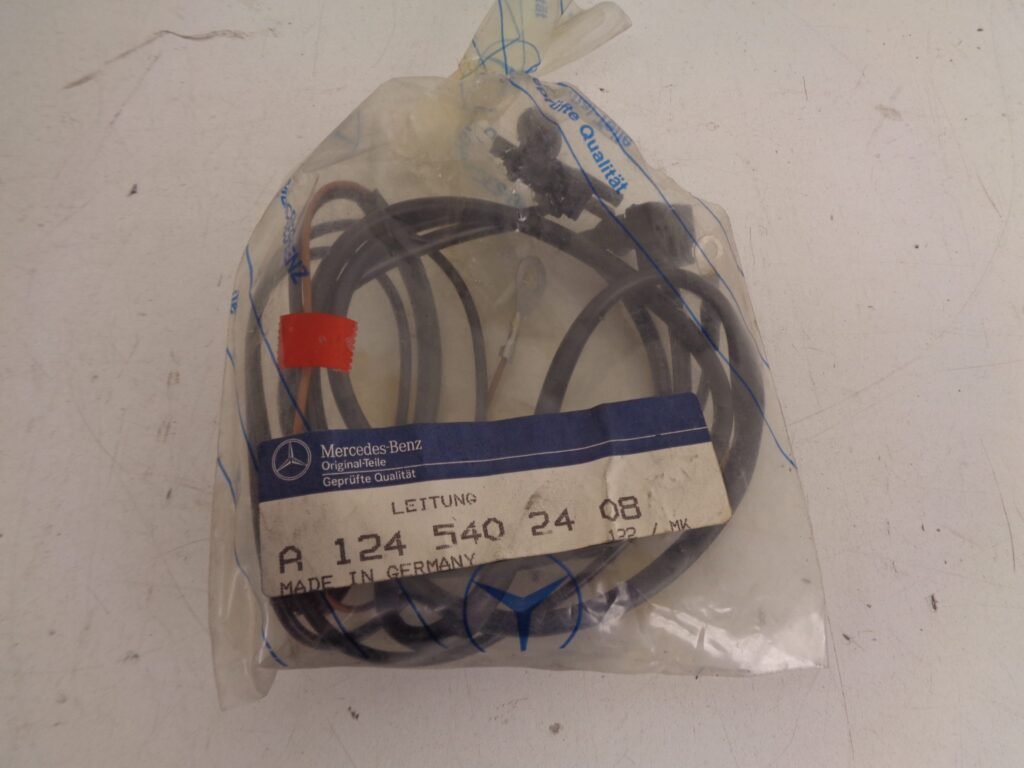 Geprüfte Qualität
Mercedes-Benz
Original-Teile
Geprüfte Qualität
LEITUNG
A 124 540 24 08
122 / MK
MADE IN GERMANY